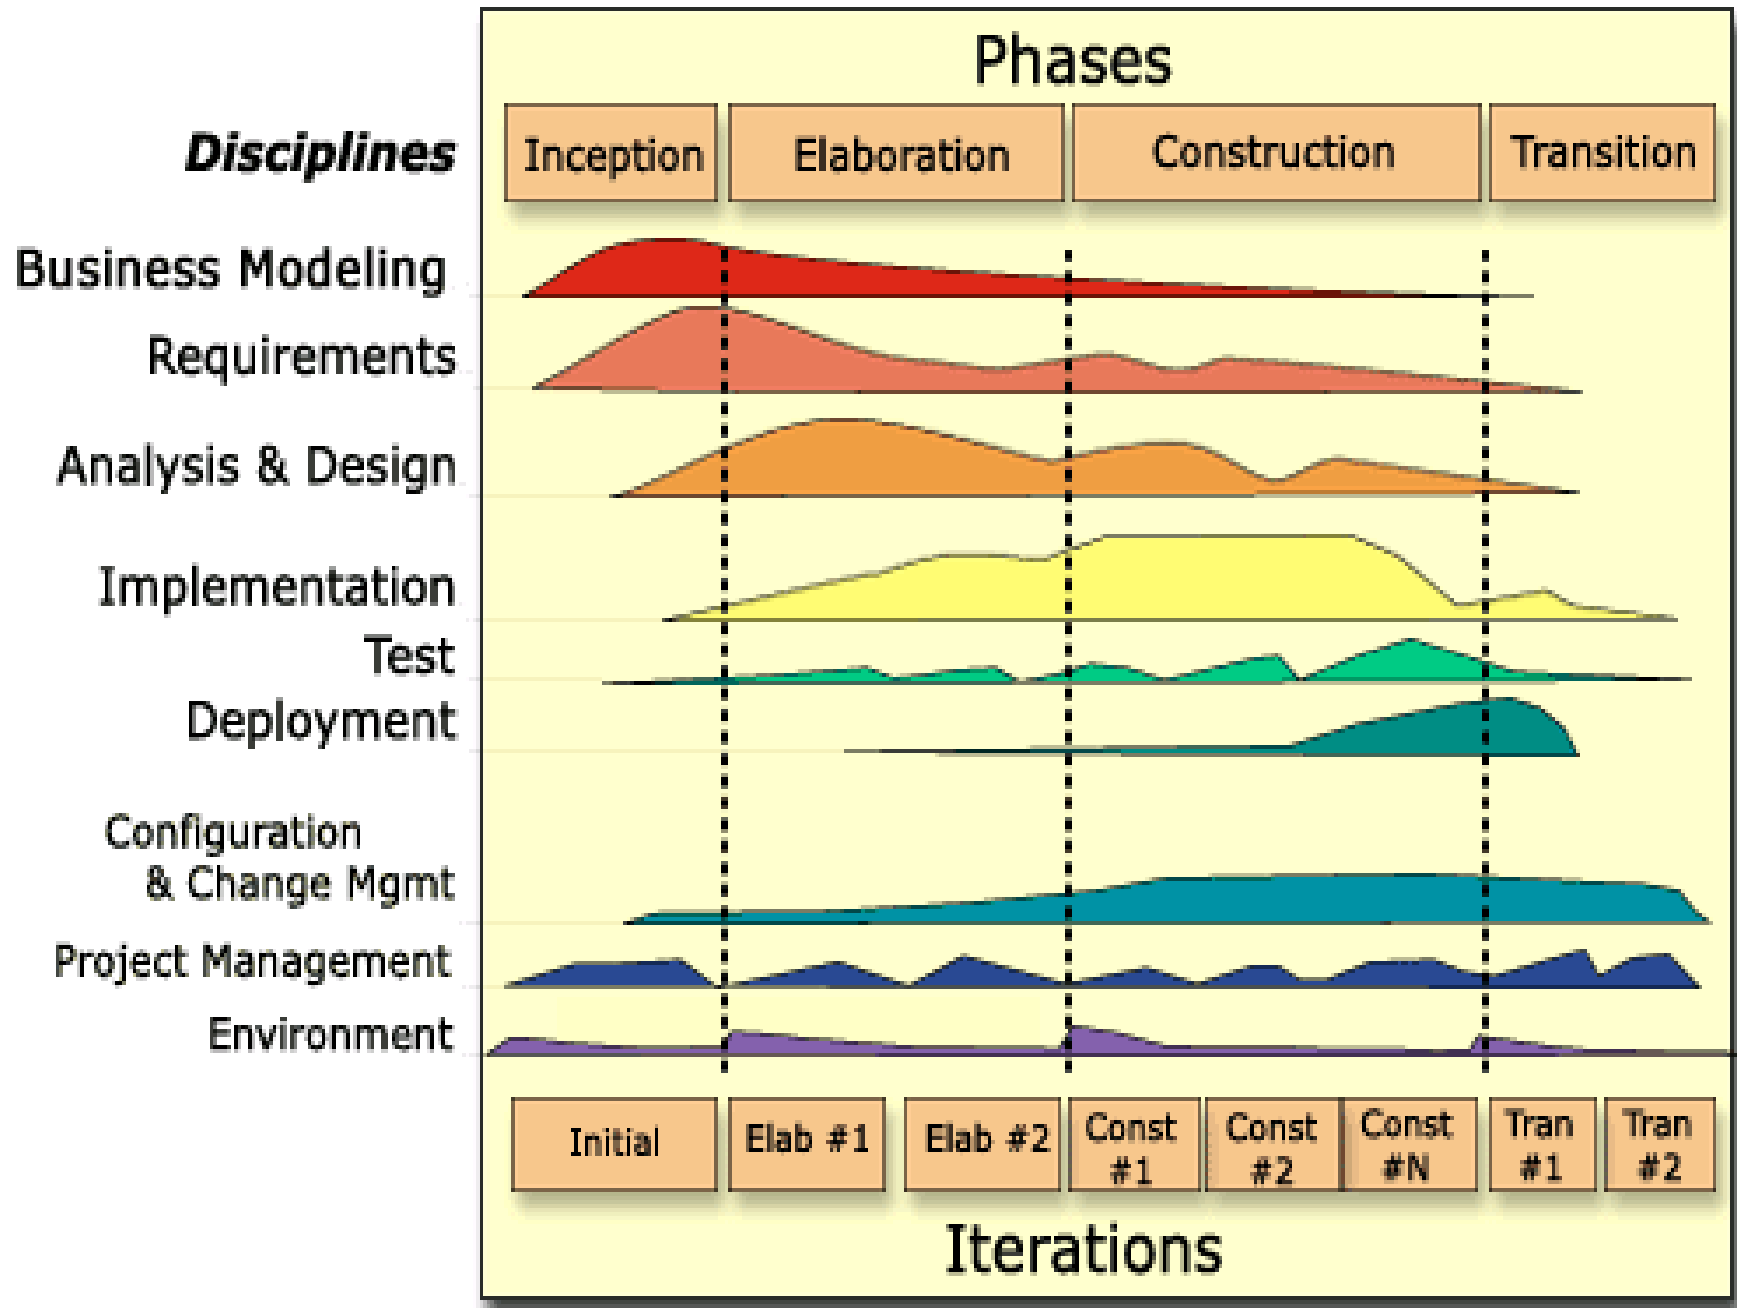 Phases
Disciplines
Inception
Elaboration
Construction
Transition
Business Modeling
Requirements
Analysis & Design
Implementation
Test
Deployment
Configuration
& Change Mgmt
Project Management
Environment
Initial
Elab #1
Elab #2
Const
#1
Const
#2
Const
#N
Tran
#1
Tran
#2
Iterations